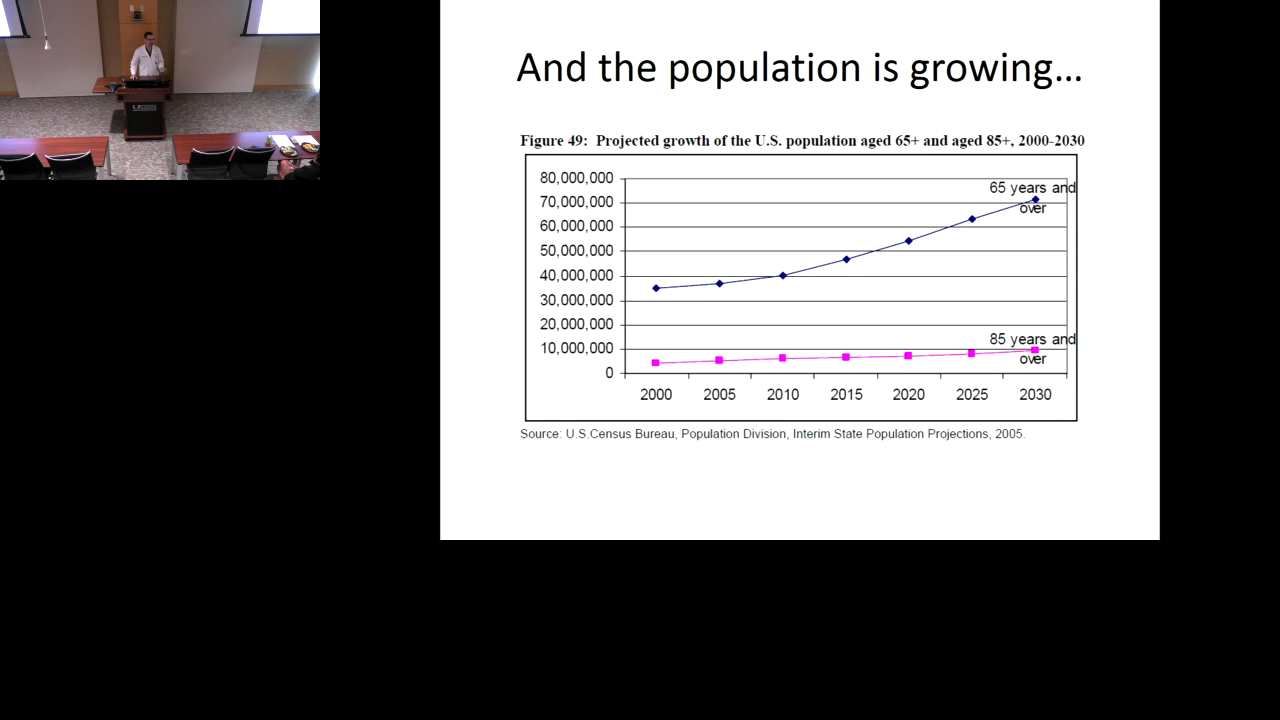 And the population is growing...
Figure 49:  Projected growth of the U.S. population aged 65+ and aged 85+, 2000-2030
80,000,000
70,000,000
60,000,000
50,000,000
40,000,000
30,000,000
20,000,000
10,000,000
0
65 years and
over
85 years and
over
2000 2005 2010 2015 2020 2025 2030
Source: U.S.Census Bureau, Population Division, Interim State Population Projections, 2005.